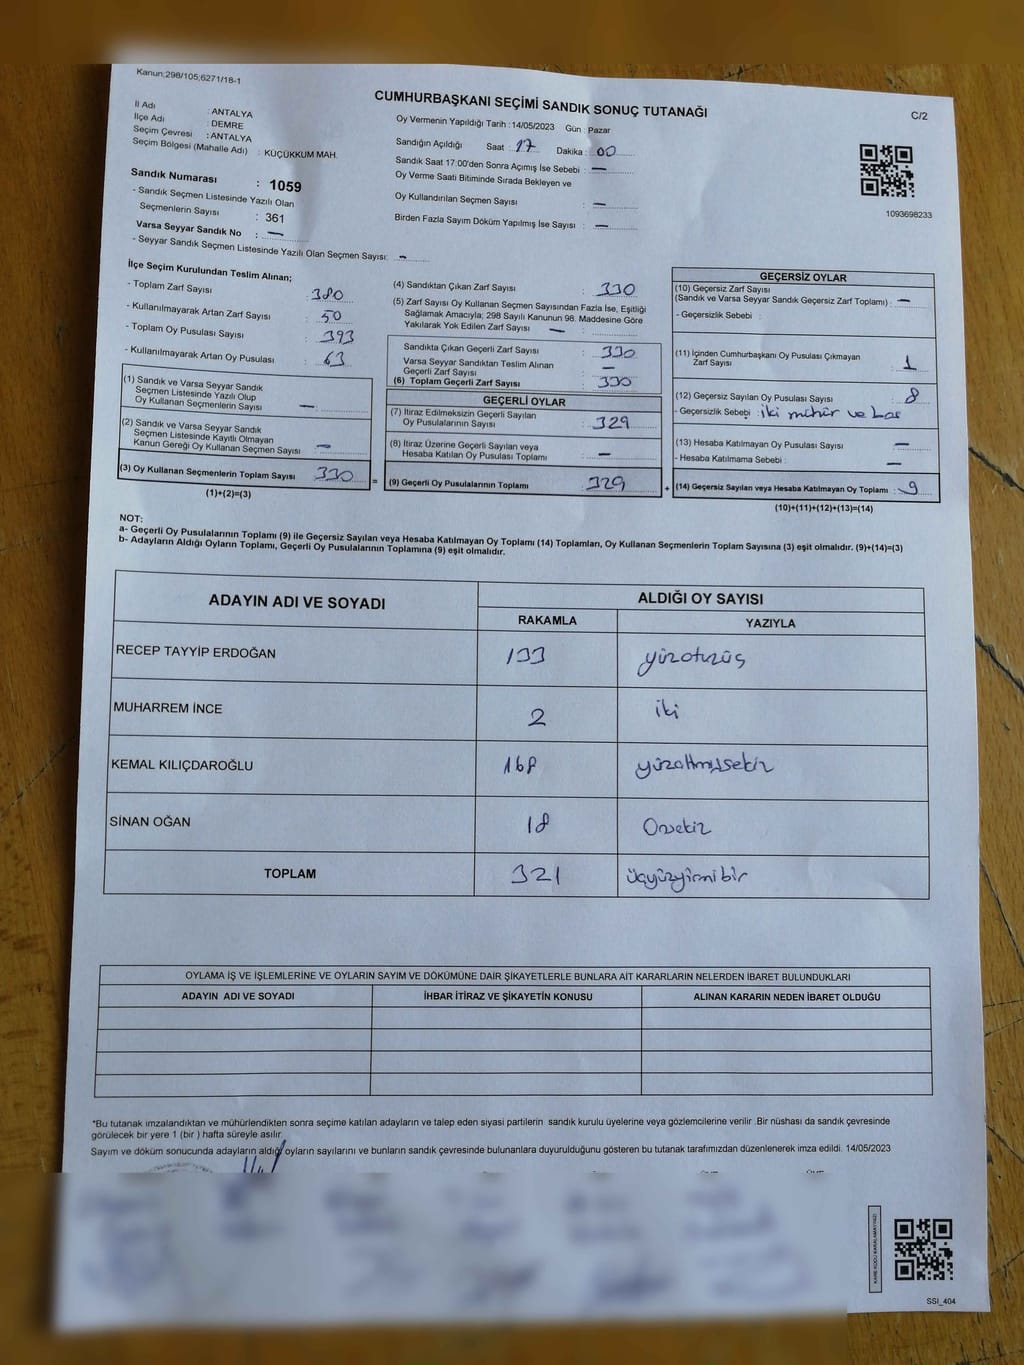 Kanun;298/105;6271/18-1
CUMHURBAŞKANI SEÇİMİ SANDIK SONUÇ TUTANAĞI
C/2
İl Adı : ANTALYA
İlçe Adı : DEMRE
Seçim Çevresi : ANTALYA
Seçim Bölgesi (Mahalle Adı) : KÜÇÜKKUM MAH.
Sandık Numarası : 1059
- Sandık Seçmen Listesinde Yazılı Olan
Seçmenlerin Sayısı : 361
Varsa Seyyar Sandık No : —
- Seyyar Sandık Seçmen Listesinde Yazılı Olan Seçmen Sayısı: —
Oy Vermenin Yapıldığı Tarih : 14/05/2023 Gün : Pazar
Sandığın Açıldığı Saat : 17 Dakika : 00
Sandık Saat 17.00'den Sonra Açımış İse Sebebi : —
Oy Verme Saati Bitiminde Sırada Bekleyen ve
Oy Kullandırılan Seçmen Sayısı : —
Birden Fazla Sayım Döküm Yapılmış İse Sayısı : —
1093698233
İlçe Seçim Kurulundan Teslim Alınan;
- Toplam Zarf Sayısı : 380
- Kullanılmayarak Artan Zarf Sayısı : 50
- Toplam Oy Pusulası Sayısı : 393
- Kullanılmayarak Artan Oy Pusulası : 63
(1) Sandık ve Varsa Seyyar Sandık
Seçmen Listesinde Yazılı Olup
Oy Kullanan Seçmenlerin Sayısı : —
(2) Sandık ve Varsa Seyyar Sandık
Seçmen Listesinde Kayıtlı Olmayan
Kanun Gereği Oy Kullanan Seçmen Sayısı : —
(3) Oy Kullanan Seçmenlerin Toplam Sayısı : 330 =
(1)+(2)=(3)
(4) Sandıktan Çıkan Zarf Sayısı : 330
(5) Zarf Sayısı Oy Kullanan Seçmen Sayısından Fazla İse, Eşitliği
Sağlamak Amacıyla; 298 Sayılı Kanunun 98. Maddesine Göre
Yakılarak Yok Edilen Zarf Sayısı : —
Sandıkta Çıkan Geçerli Zarf Sayısı : 330
Varsa Seyyar Sandıktan Teslim Alınan
Geçerli Zarf Sayısı : —
(6) Toplam Geçerli Zarf Sayısı : 330
GEÇERLİ OYLAR
(7) İtiraz Edilmeksizin Geçerli Sayılan
Oy Pusulalarının Sayısı : 329
(8) İtiraz Üzerine Geçerli Sayılan veya
Hesaba Katılan Oy Pusulası Toplamı : —
(9) Geçerli Oy Pusulalarının Toplamı : 329 +
GEÇERSİZ OYLAR
(10) Geçersiz Zarf Sayısı
(Sandık ve Varsa Seyyar Sandık Geçersiz Zarf Toplamı) : —
- Geçersizlik Sebebi :
(11) İçinden Cumhurbaşkanı Oy Pusulası Çıkmayan
Zarf Sayısı : 1
(12) Geçersiz Sayılan Oy Pusulası Sayısı : 8
- Geçersizlik Sebebi : iki mühür ve
(13) Hesaba Katılmayan Oy Pusulası Sayısı : —
- Hesaba Katılmama Sebebi : —
(14) Geçersiz Sayılan veya Hesaba Katılmayan Oy Toplamı : 9
(10)+(11)+(12)+(13)=(14)
NOT:
a- Geçerli Oy Pusulalarının Toplamı (9) ile Geçersiz Sayılan veya Hesaba Katılmayan Oy Toplamı (14) Toplamları, Oy Kullanan Seçmenlerin Toplam Sayısına (3) eşit olmalıdır. (9)+(14)=(3)
b- Adayların Aldığı Oyların Toplamı, Geçerli Oy Pusulalarının Toplamına (9) eşit olmalıdır.
ADAYIN ADI VE SOYADI ALDIĞI OY SAYISI
RAKAMLA YAZIYLA
RECEP TAYYİP ERDOĞAN 133 yüzotuzüç
MUHARREM İNCE 2 iki
KEMAL KILIÇDAROĞLU 168 yüzaltmışsekiz
SİNAN OĞAN 18 Onsekiz
TOPLAM 321 üçyüzyirmibir
OYLAMA İŞ VE İŞLEMLERİNE VE OYLARIN SAYIM VE DÖKÜMÜNE DAİR ŞİKAYETLERLE BUNLARA AİT KARARLARIN NELERDEN İBARET BULUNDUKLARI
ADAYIN ADI VE SOYADI İHBAR İTİRAZ VE ŞİKAYETİN KONUSU ALINAN KARARIN NEDEN İBARET OLDUĞU
*Bu tutanak imzalandıktan ve mühürlendikten sonra seçime katılan adayların ve talep eden siyasi partilerin sandık kurulu üyelerine veya gözlemcilerine verilir .Bir nüshası da sandık çevresinde
görülecek bir yere 1 (bir ) hafta süreyle asılır.
Sayım ve döküm sonucunda adayların aldığı oyların sayılarını ve bunların sandık çevresinde bulunanlara duyurulduğunu gösteren bu tutanak tarafımızdan düzenlenerek imza edildi. 14/05/2023
KARE KODU KARALAMAYINIZ!
SSI_404